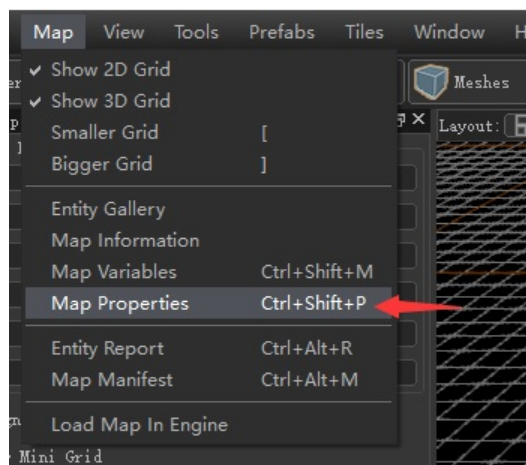 Map View Tools Prefabs Tiles Window
Meshes
Show 2D Grid
Show 3D Grid
Layout:
Smaller Grid [
Bigger Grid ]
Entity Gallery
Map Information
Map Variables Ctrl+Shift+M
Map Properties Ctrl+Shift+P
Entity Report Ctrl+Alt+R
Map Manifest Ctrl+Alt+M
Load Map In Engine
Mini Grid